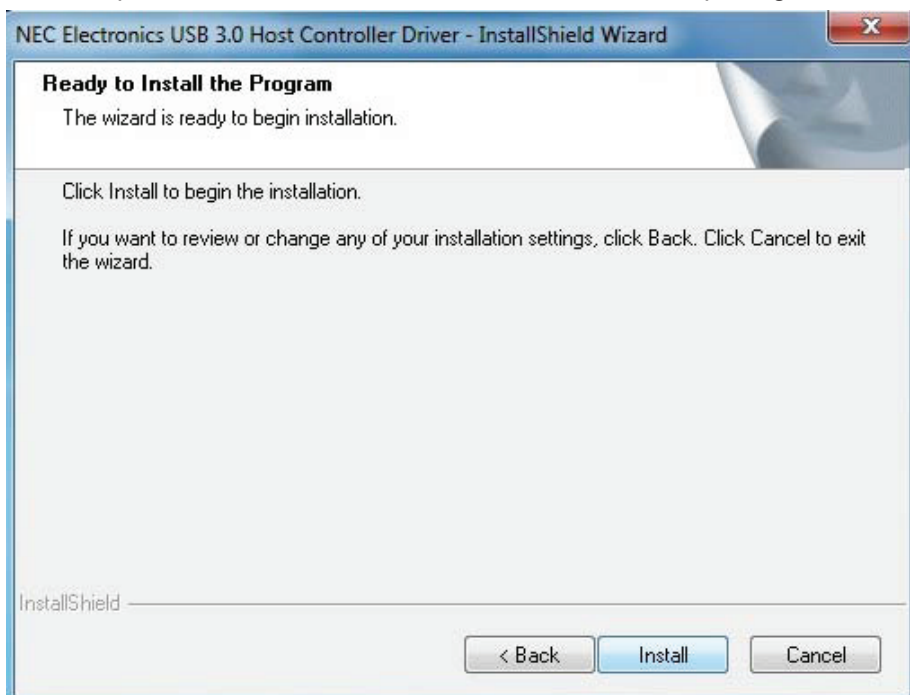 NEC Electronics USB 3.0 Host Controller Driver - InstallShield Wizard
Ready to Install the Program
The wizard is ready to begin installation.
Click Install to begin the installation.
If you want to review or change any of your installation settings, click Back. Click Cancel to exit
the wizard.
InstallShield
< Back Install Cancel